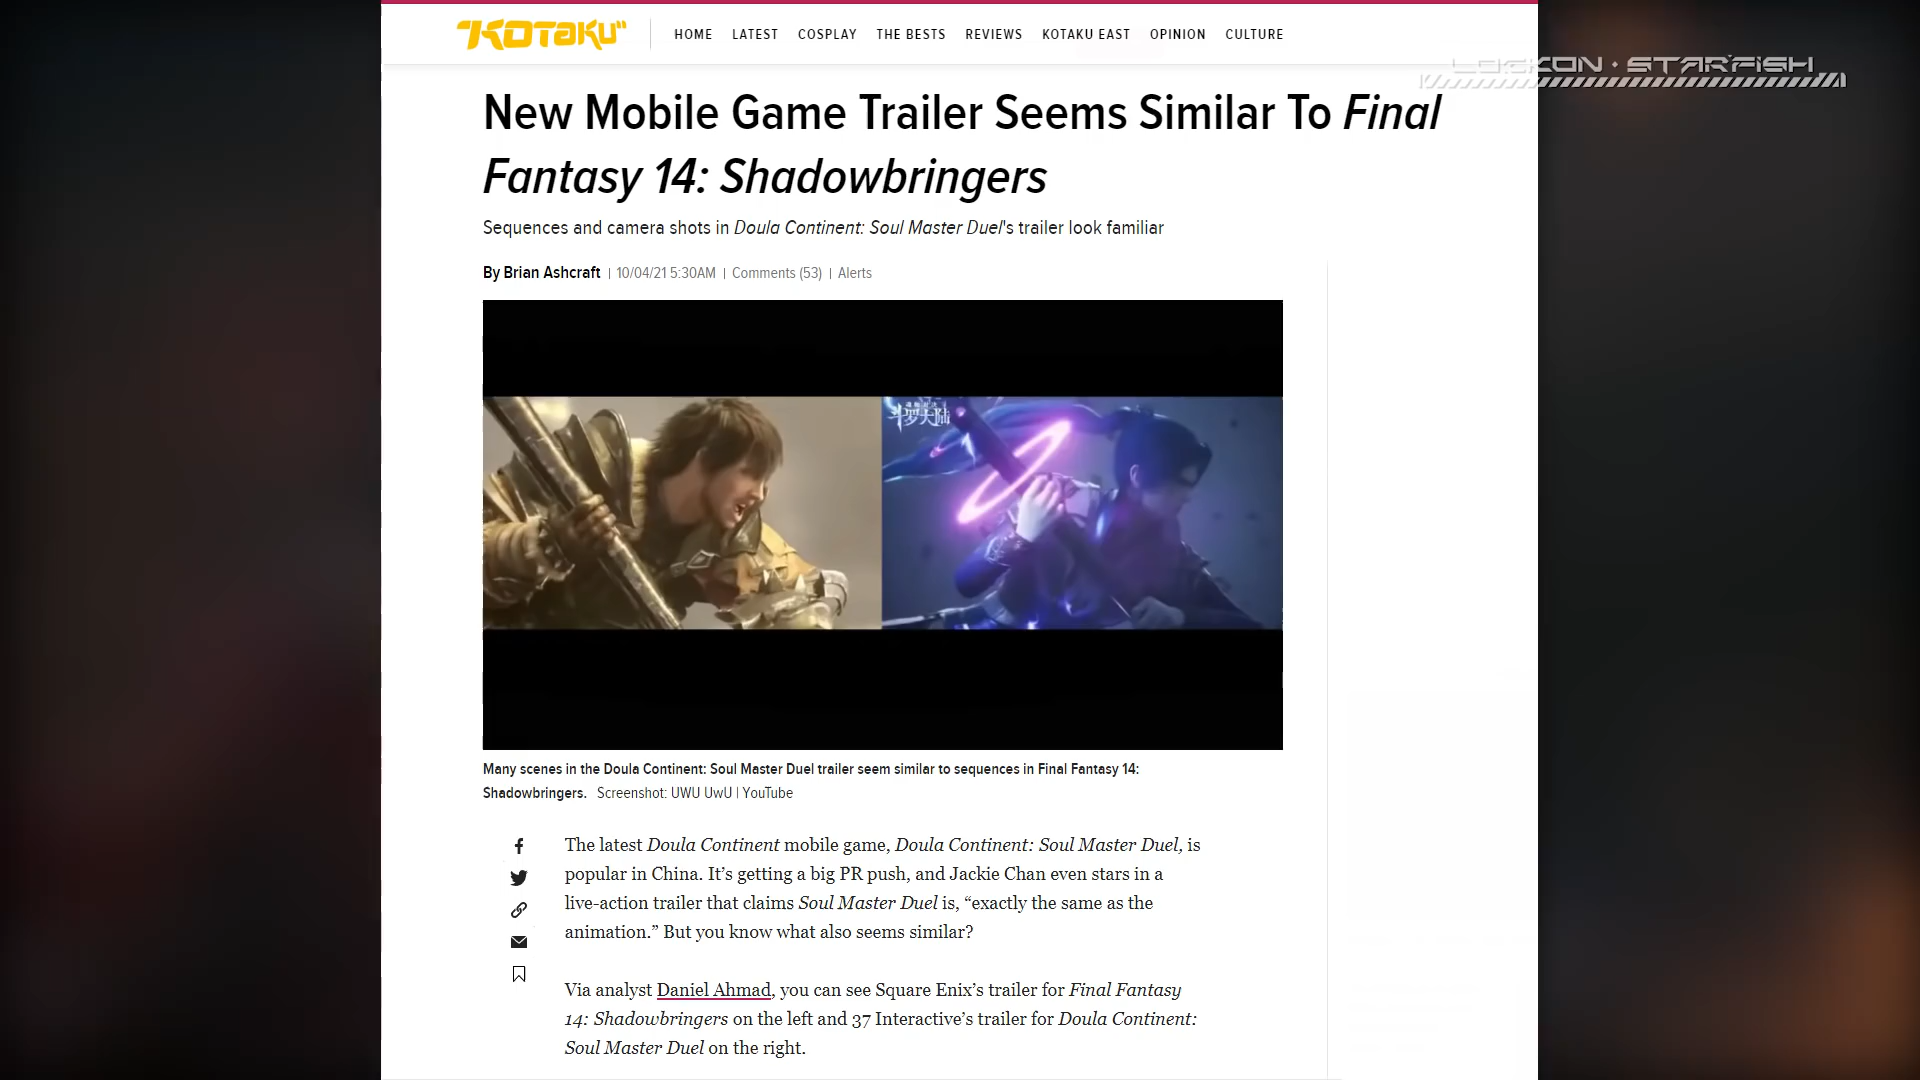 KOTAKU
HOME LATEST COSPLAY THE BESTS REVIEWS KOTAKU EAST OPINION CULTURE
LOCKON · STARFISH
New Mobile Game Trailer Seems Similar To Final
Fantasy 14: Shadowbringers
Sequences and camera shots in Doula Continent: Soul Master Duel's trailer look familiar
By Brian Ashcraft | 10/04/21 5:30AM | Comments (53) | Alerts
斗罗大陆
Many scenes in the Doula Continent: Soul Master Duel trailer seem similar to sequences in Final Fantasy 14:
Shadowbringers. Screenshot: UWU UwU | YouTube
The latest Doula Continent mobile game, Doula Continent: Soul Master Duel, is
popular in China. It’s getting a big PR push, and Jackie Chan even stars in a
live-action trailer that claims Soul Master Duel is, “exactly the same as the
animation.” But you know what also seems similar?
Via analyst Daniel Ahmad, you can see Square Enix’s trailer for Final Fantasy
14: Shadowbringers on the left and 37 Interactive’s trailer for Doula Continent:
Soul Master Duel on the right.